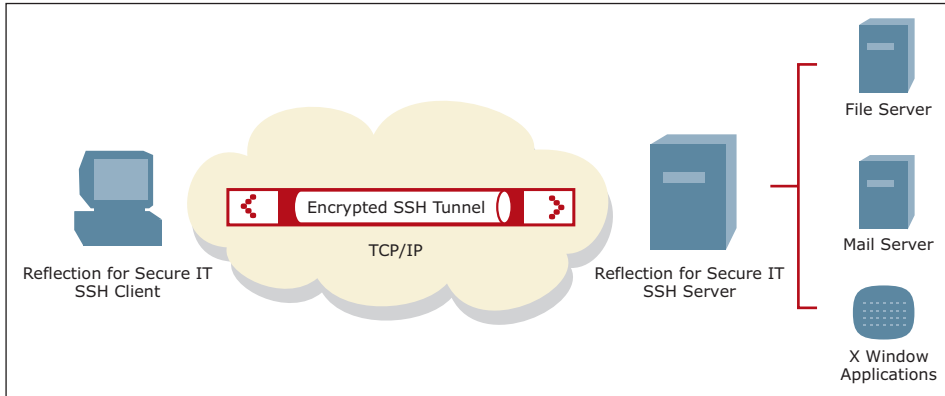 File Server
Encrypted SSH Tunnel
Mail Server
TCP/IP
Reflection for Secure IT
SSH Client
Reflection for Secure IT
SSH Server
X Window
Applications